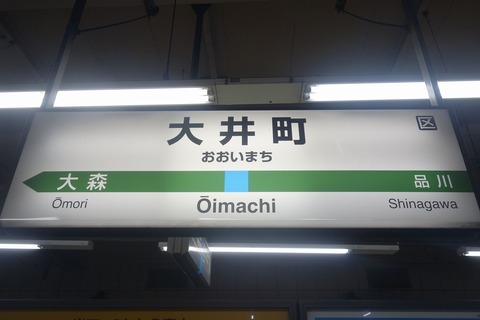 大井町
区
おおいまち
大森
品川
Ōmori
Ōimachi
Shinagawa